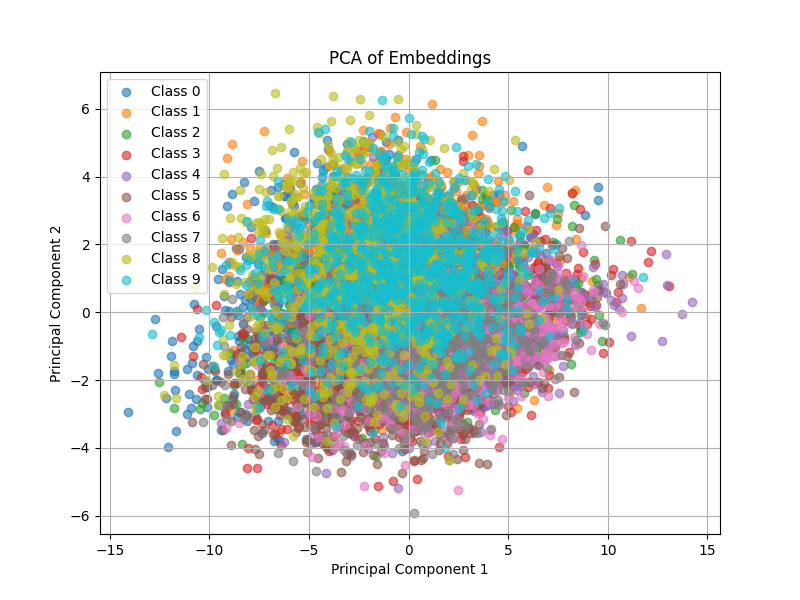 PCA of Embeddings
Class 0
Class 1
Class 2
Class 3
Class 4
Class 5
Class 6
Class 7
Class 8
Class 9
Principal Component 2
6
4
2
0
−2
−4
−6
−15
−10
−5
0
5
10
15
Principal Component 1